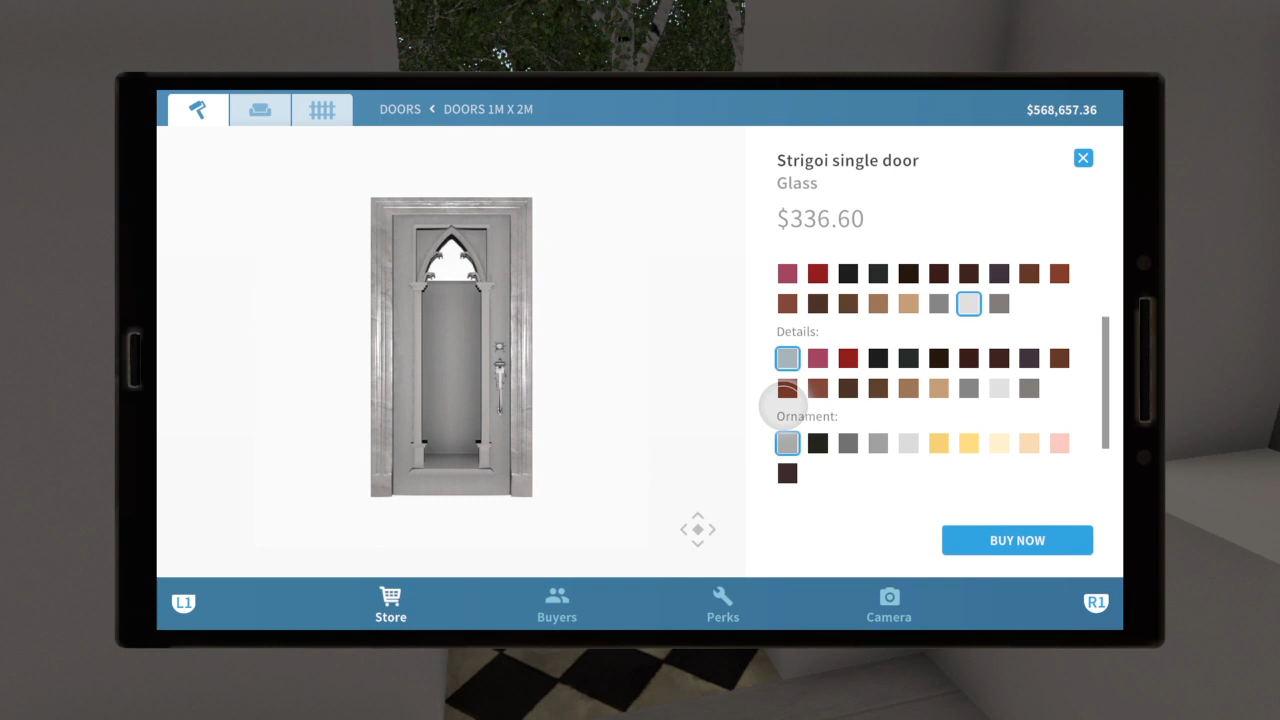 DOORS < DOORS 1M X 2M
$568,657.36
Strigoi single door
Glass
$336.60
Details:
Ornament:
BUY NOW
L1
Store
Buyers
Perks
Camera
R1